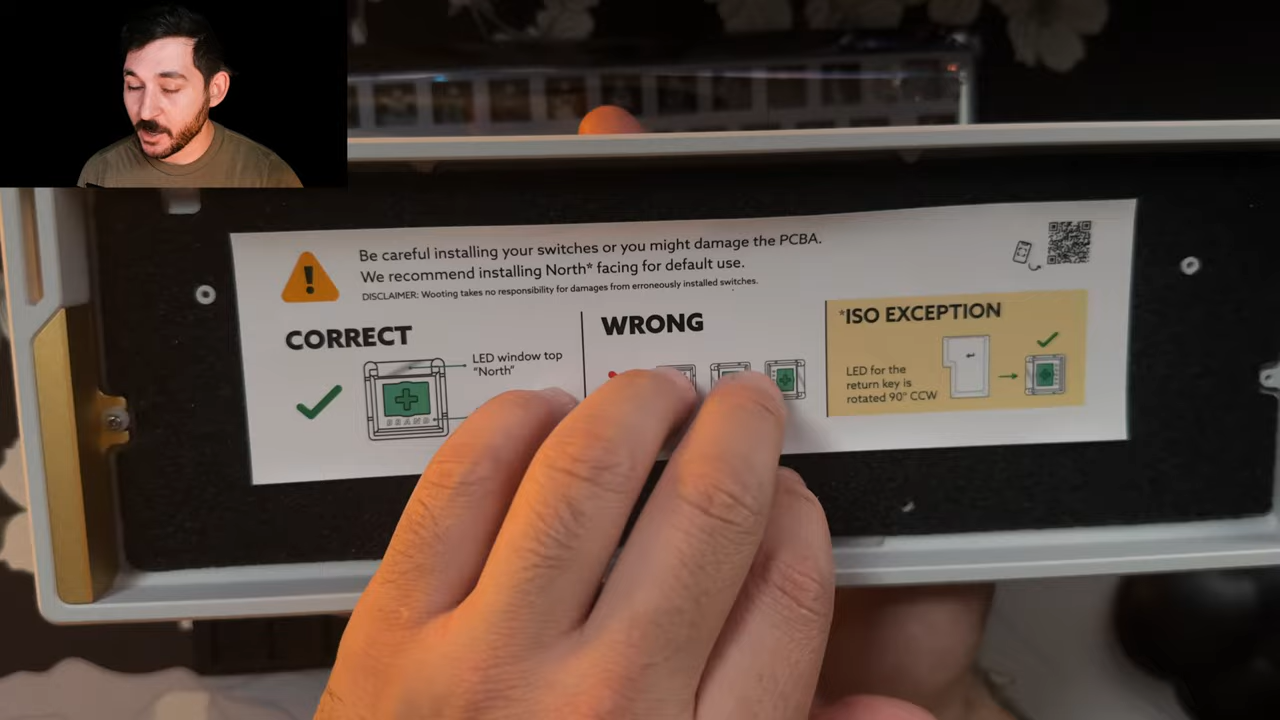 Be careful installing your switches or you might damage the PCBA.
We recommend installing North* facing for default use.
DISCLAIMER: Wooting takes no responsibility for damages from erroneously installed switches.
CORRECT
LED window top
"North"
BRAND
WRONG
*ISO EXCEPTION
LED for the
return key is
rotated 90° CCW